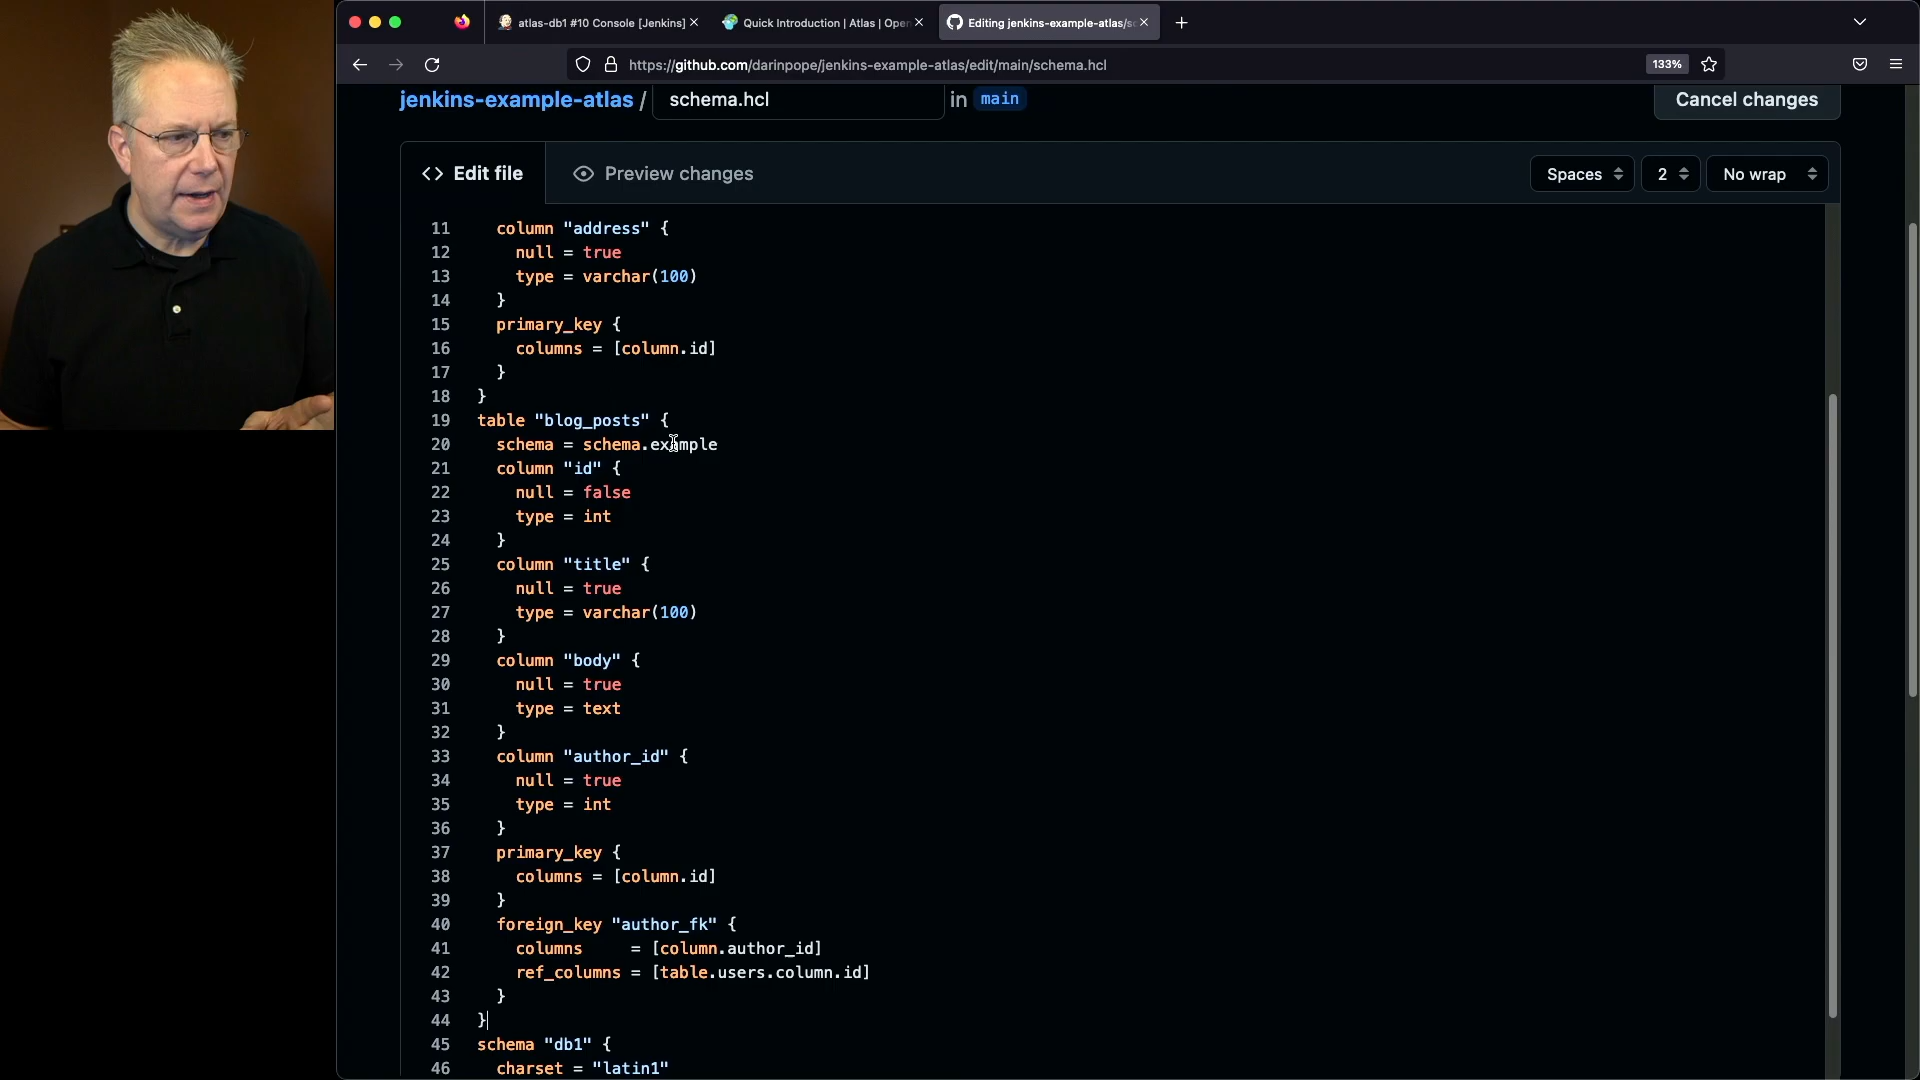 atlas-db1 #10 Console [Jenkins]
Quick Introduction | Atlas | Open
Editing jenkins-example-atlas/sc
https://github.com/darinpope/jenkins-example-atlas/edit/main/schema.hcl
133%
jenkins-example-atlas / schema.hcl in main
Cancel changes
<> Edit file
Preview changes
Spaces
2
No wrap
11 column "address" {
12 null = true
13 type = varchar(100)
14 }
15 primary_key {
16 columns = [column.id]
17 }
18 }
19 table "blog_posts" {
20 schema = schema.example
21 column "id" {
22 null = false
23 type = int
24 }
25 column "title" {
26 null = true
27 type = varchar(100)
28 }
29 column "body" {
30 null = true
31 type = text
32 }
33 column "author_id" {
34 null = true
35 type = int
36 }
37 primary_key {
38 columns = [column.id]
39 }
40 foreign_key "author_fk" {
41 columns     = [column.author_id]
42 ref_columns = [table.users.column.id]
43 }
44 }
45 schema "db1" {
46 charset = "latin1"